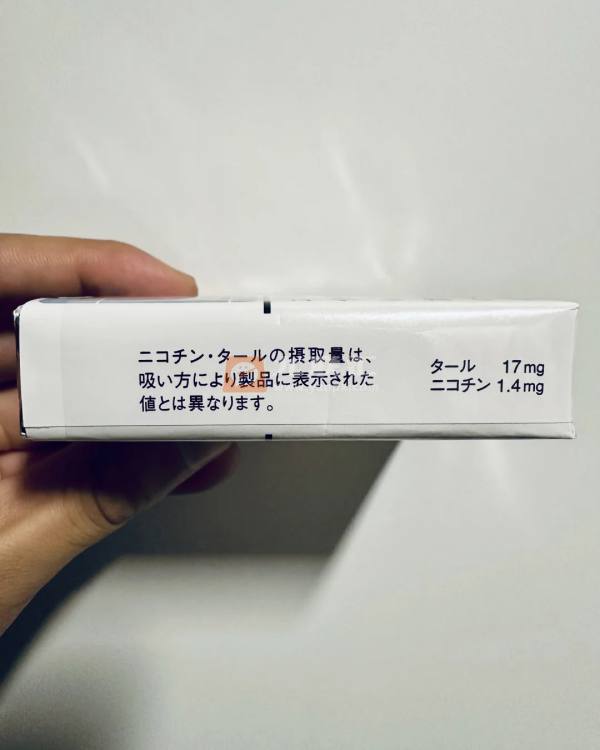 ニコチン・タールの摂取量は、
吸い方により製品に表示された
値とは異なります。
タール 17mg
ニコチン 1.4mg